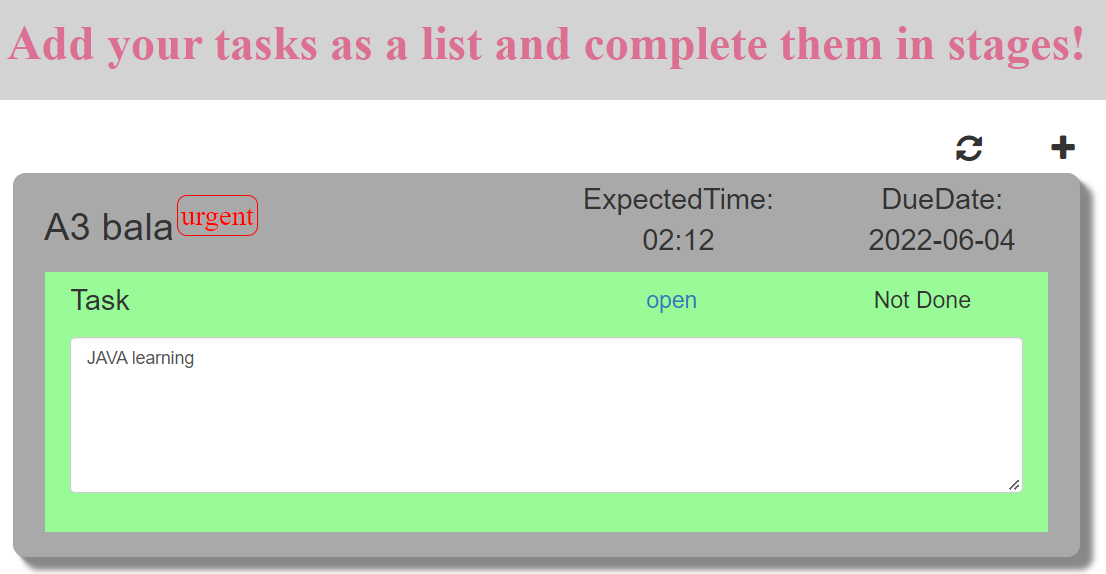 Add your tasks as a list and complete them in stages!
A3 bala urgent
ExpectedTime:
02:12
DueDate:
2022-06-04
Task open Not Done
JAVA learning